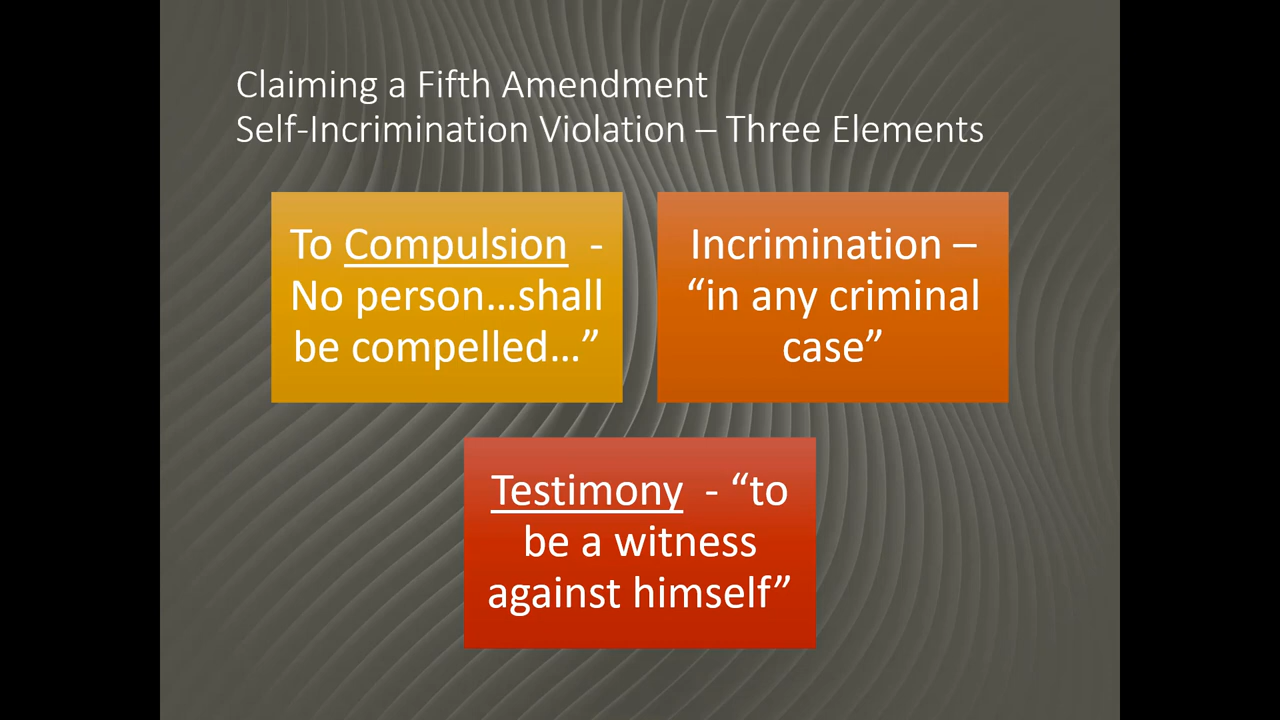 Claiming a Fifth Amendment
Self-Incrimination Violation – Three Elements
To Compulsion -
No person...shall
be compelled...”
Incrimination –
“in any criminal
case”
Testimony - “to
be a witness
against himself”